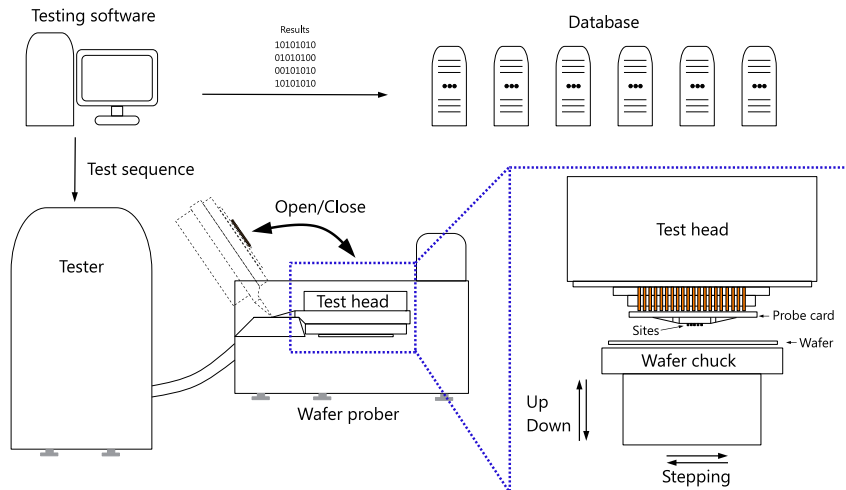 Testing software
Results
10101010
01010100
00101010
10101010
Database
Test sequence
Open/Close
Tester
Test head
Wafer prober
Test head
Probe card
Sites
Wafer
Wafer chuck
Up
Down
Stepping